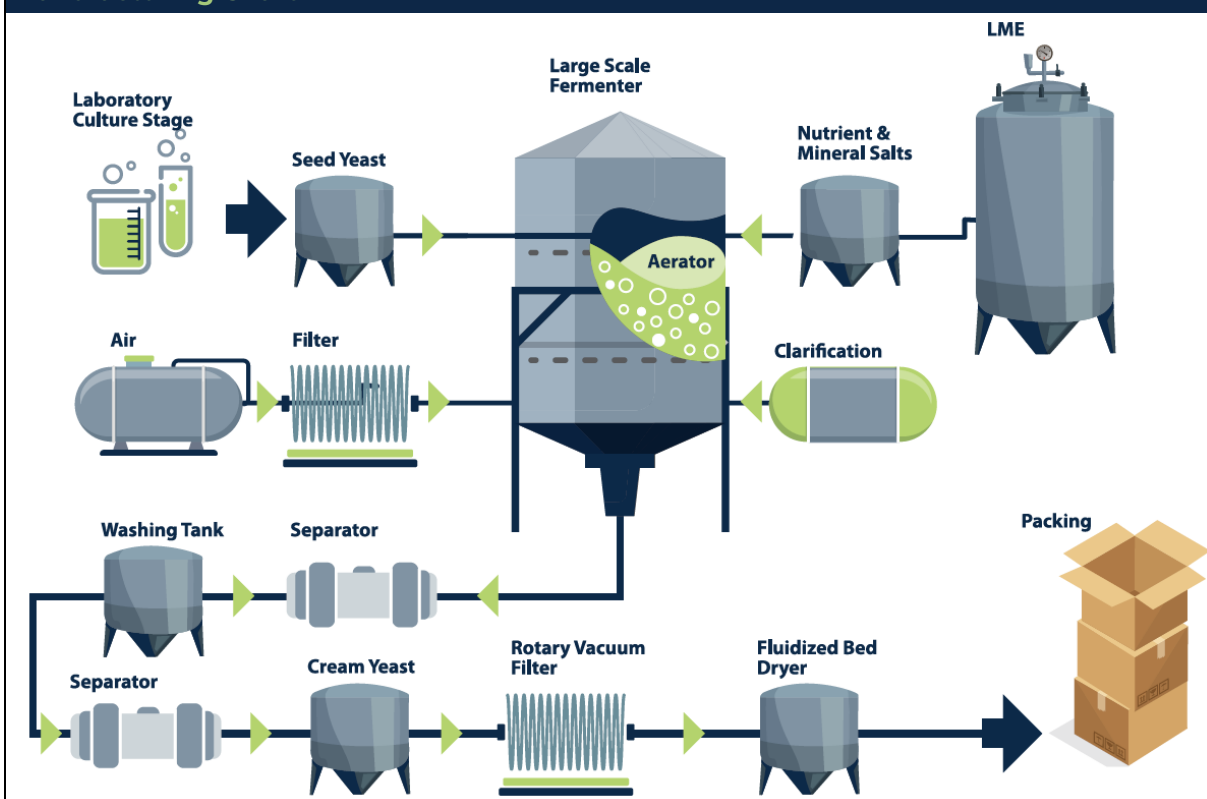 LME
Large Scale
Fermenter
Laboratory
Culture Stage
Nutrient &
Mineral Salts
Seed Yeast
Aerator
Air
Filter
Clarification
Washing Tank
Separator
Packing
Rotary Vacuum
Filter
Fluidized Bed
Dryer
Cream Yeast
Separator